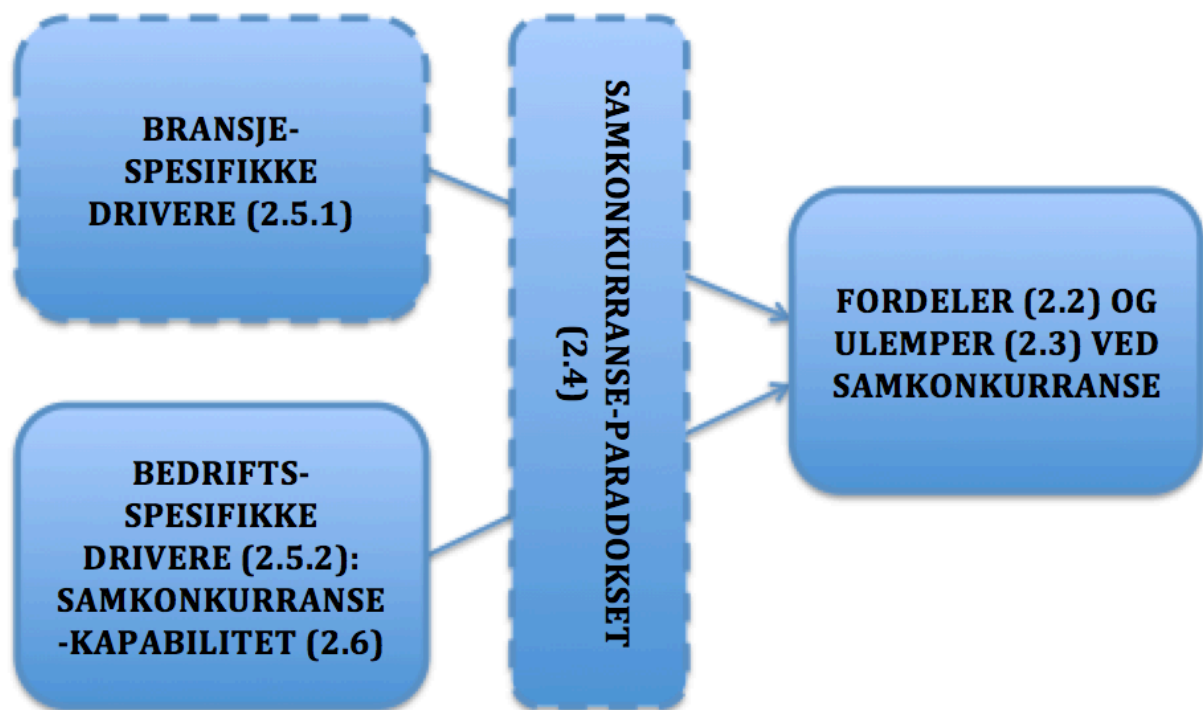 BRANSJE-
SPESIFIKKE
DRIVERE (2.5.1)
BEDRIFTS-
SPESIFIKKE
DRIVERE (2.5.2):
SAMKONKURRANSE
-KAPABILITET (2.6)
SAMKONKURRANSE-PARADOKSET
(2.4)
FORDELER (2.2) OG
ULEMPER (2.3) VED
SAMKONKURRANSE